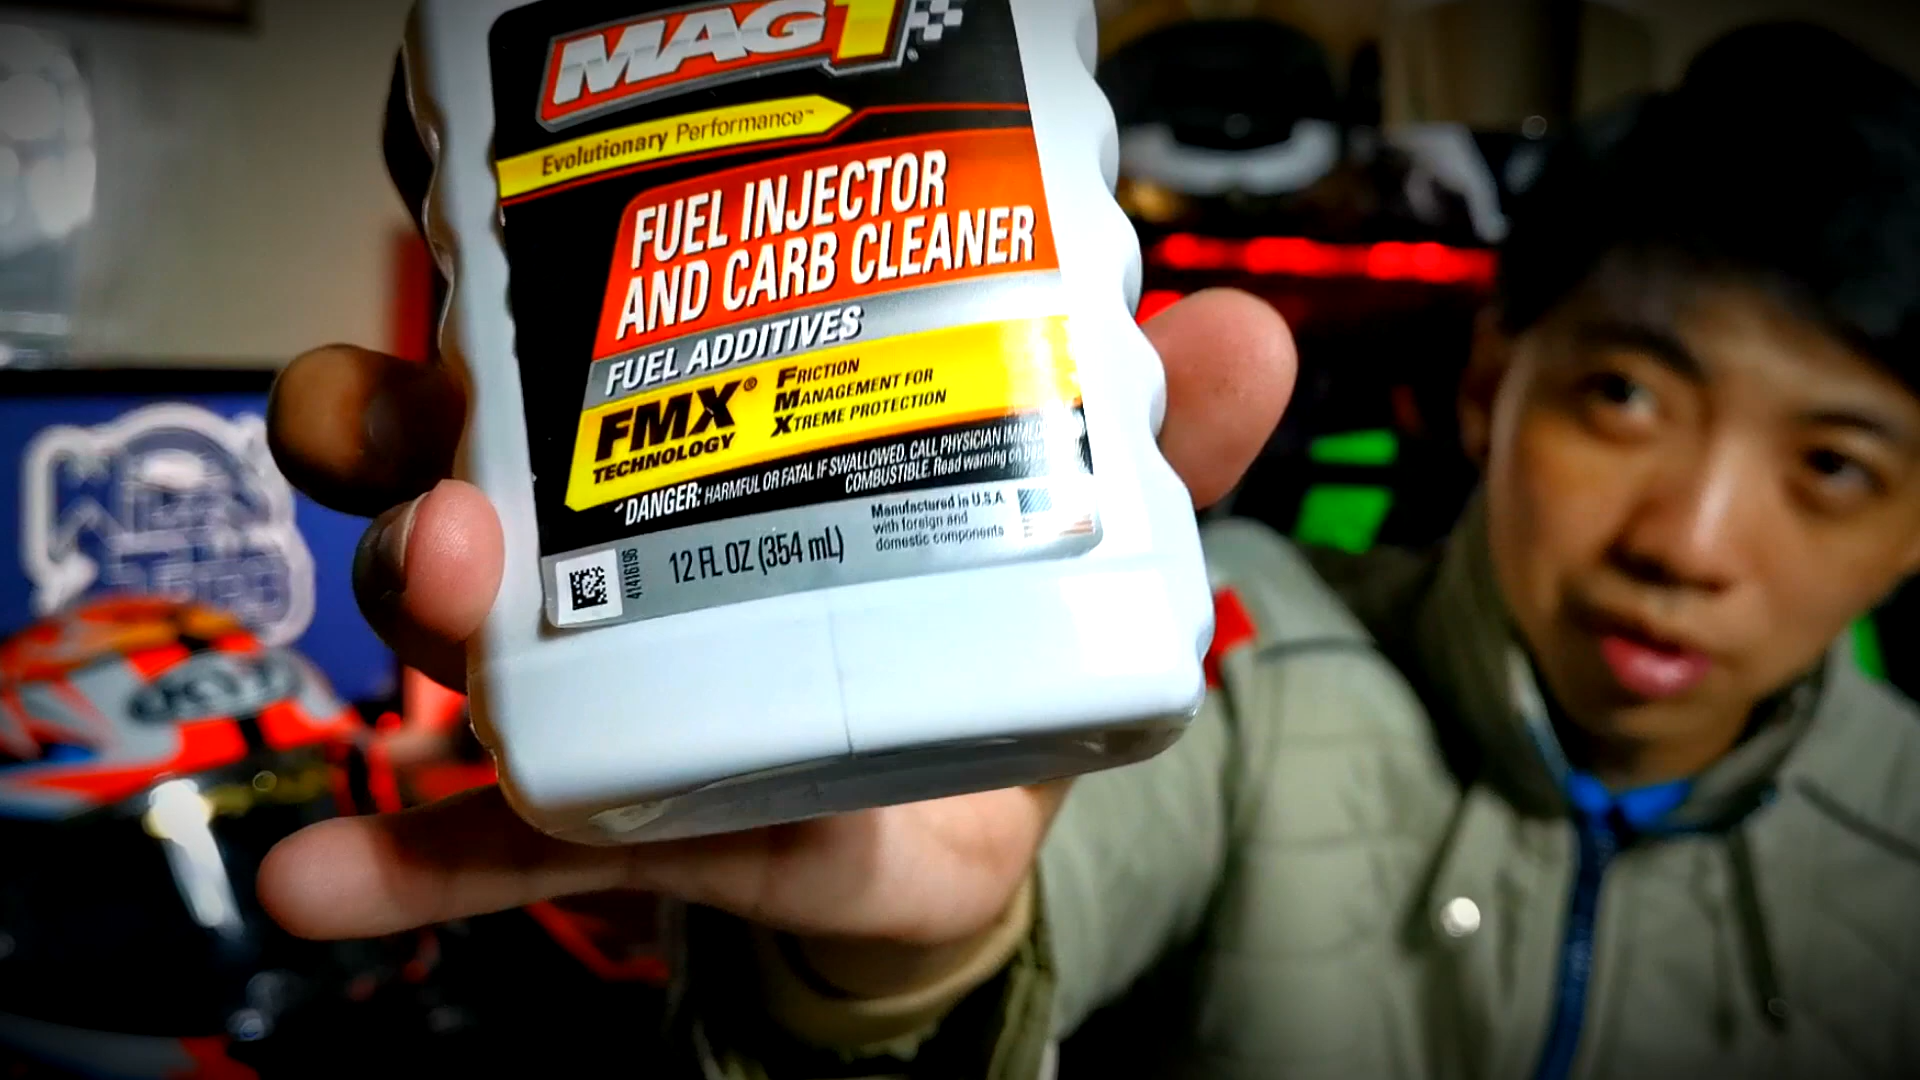 MAG1
Evolutionary Performance™
FUEL INJECTOR
AND CARB CLEANER
FUEL ADDITIVES
FMX®
TECHNOLOGY
FRICTION
MANAGEMENT FOR
XTREME PROTECTION
DANGER: HARMFUL OR FATAL IF SWALLOWED. CALL PHYSICIAN
COMBUSTIBLE. Read warning on
Manufactured in U.S.A.
with foreign and
domestic components
12 FL OZ (354 mL)
41416196
KYT